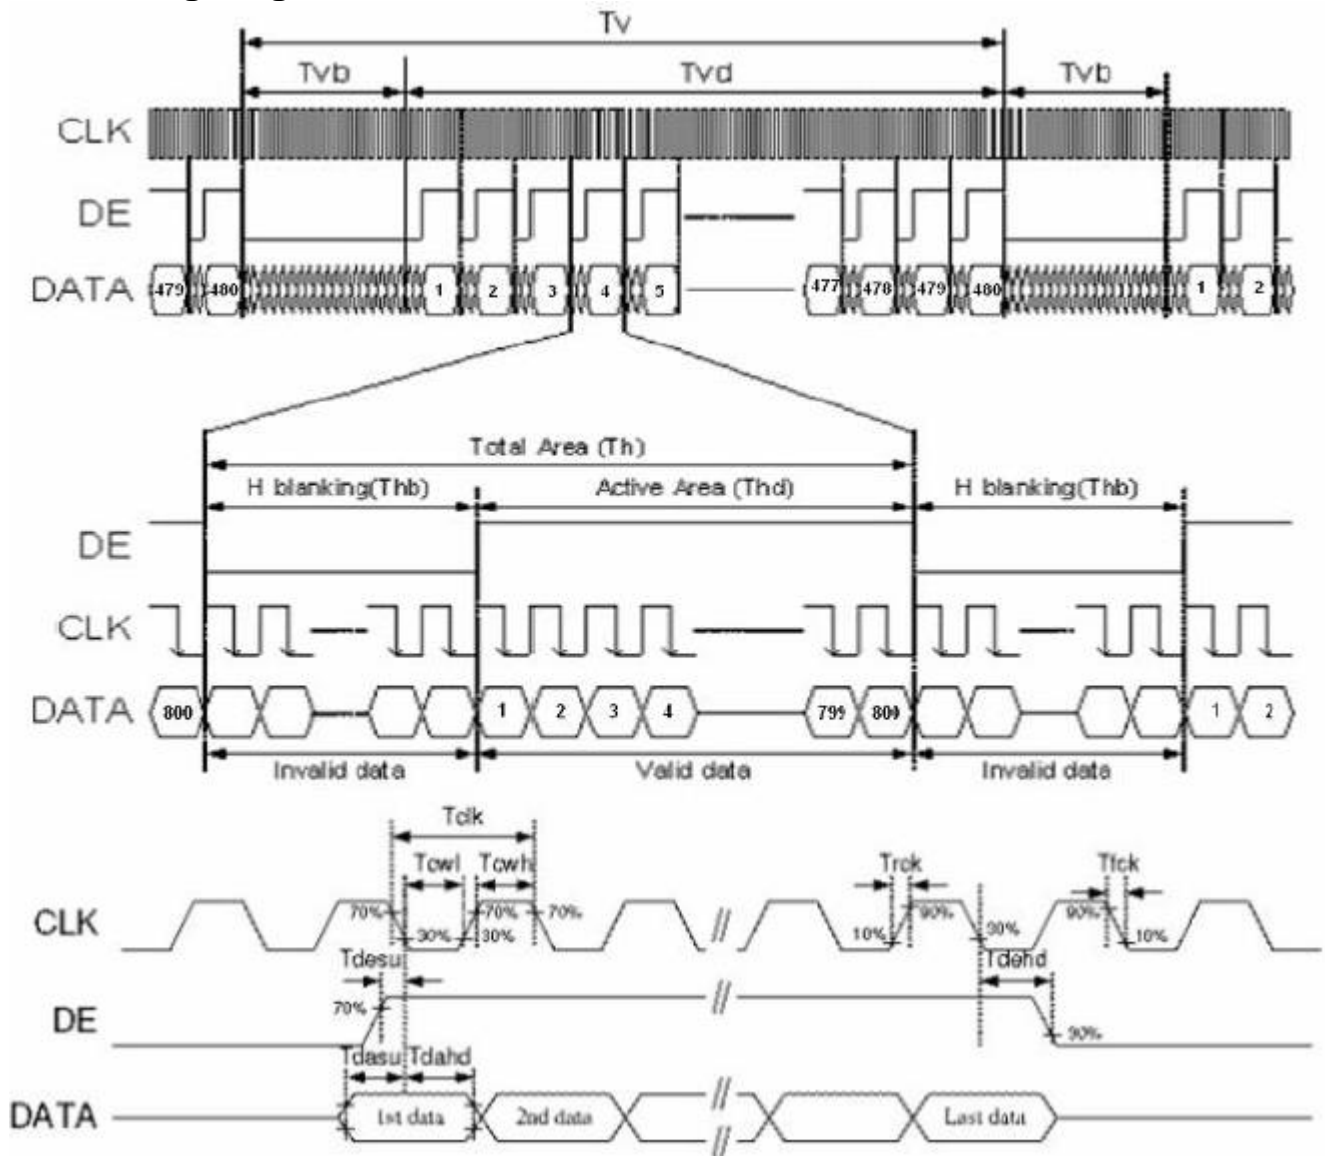 Tv
Tvb Tvd Tvb
CLK
DE
DATA 479 480 1 2 3 4 5 477 478 479 480 1 2
Total Area (Th)
H blanking(Thb) Active Area (Thd) H blanking(Thb)
DE
CLK
DATA 800 1 2 3 4 799 800 1 2
Invalid data Valid data Invalid data
Tclk
Tcwl Tcwh Trck Tfck
CLK 70% 70% 70% 90% 90%
30% 30% 10% 10%
Tdesu Tdehd
70%
DE
Tdasu Tdahd
DATA 1st data 2nd data Last data